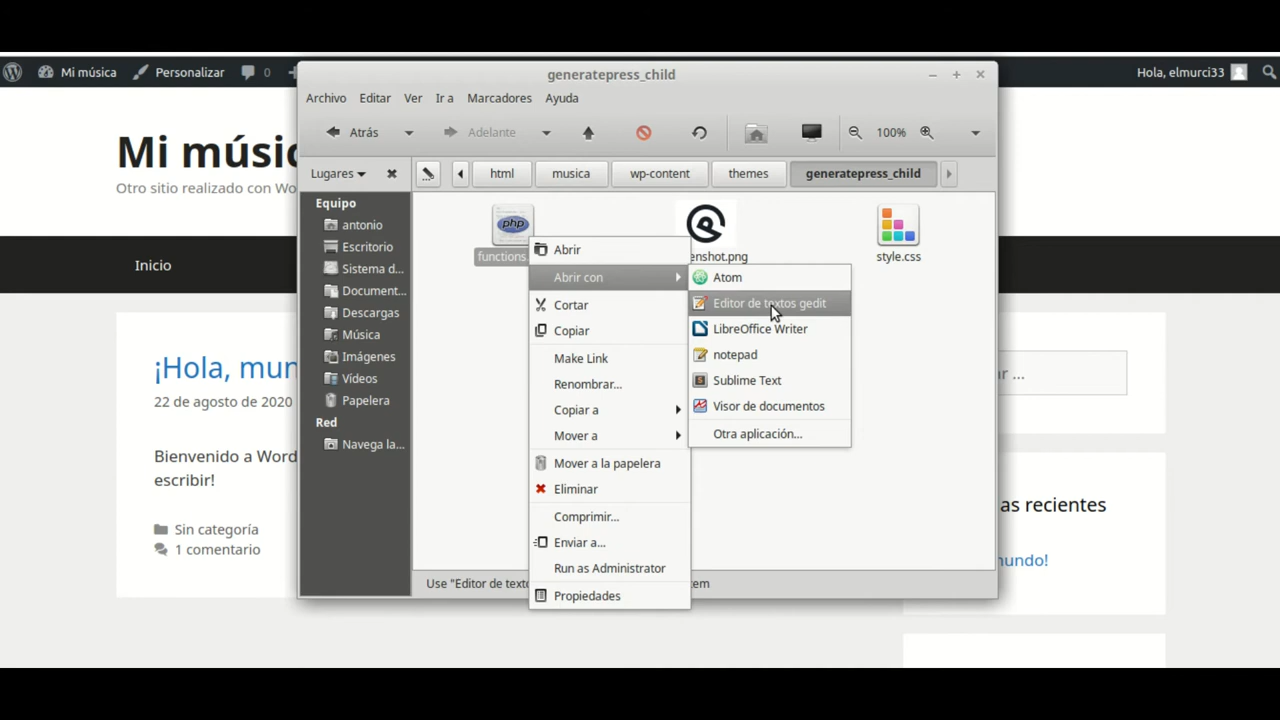 generatepress_child
Mi música
Personalizar
0
Hola, elmurci33
Archivo Editar Ver Ir a Marcadores Ayuda
Atrás
Adelante
100%
Lugares
html
musica
wp-content
themes
generatepress_child
Equipo
antonio
Escritorio
Sistema d...
Document...
Descargas
Música
Imágenes
Vídeos
Papelera
Red
Navega la...
php
functions.
enshot.png
style.css
Abrir
Abrir con
Cortar
Copiar
Make Link
Renombrar...
Copiar a
Mover a
Mover a la papelera
Eliminar
Comprimir...
Enviar a...
Run as Administrator
Propiedades
Atom
Editor de textos gedit
LibreOffice Writer
notepad
Sublime Text
Visor de documentos
Otra aplicación...
Use "Editor de texto
em
Mi músic
Otro sitio realizado con Wo
Inicio
¡Hola, mun
22 de agosto de 2020
Bienvenido a Word
escribir!
Sin categoría
1 comentario
r ...
as recientes
nundo!